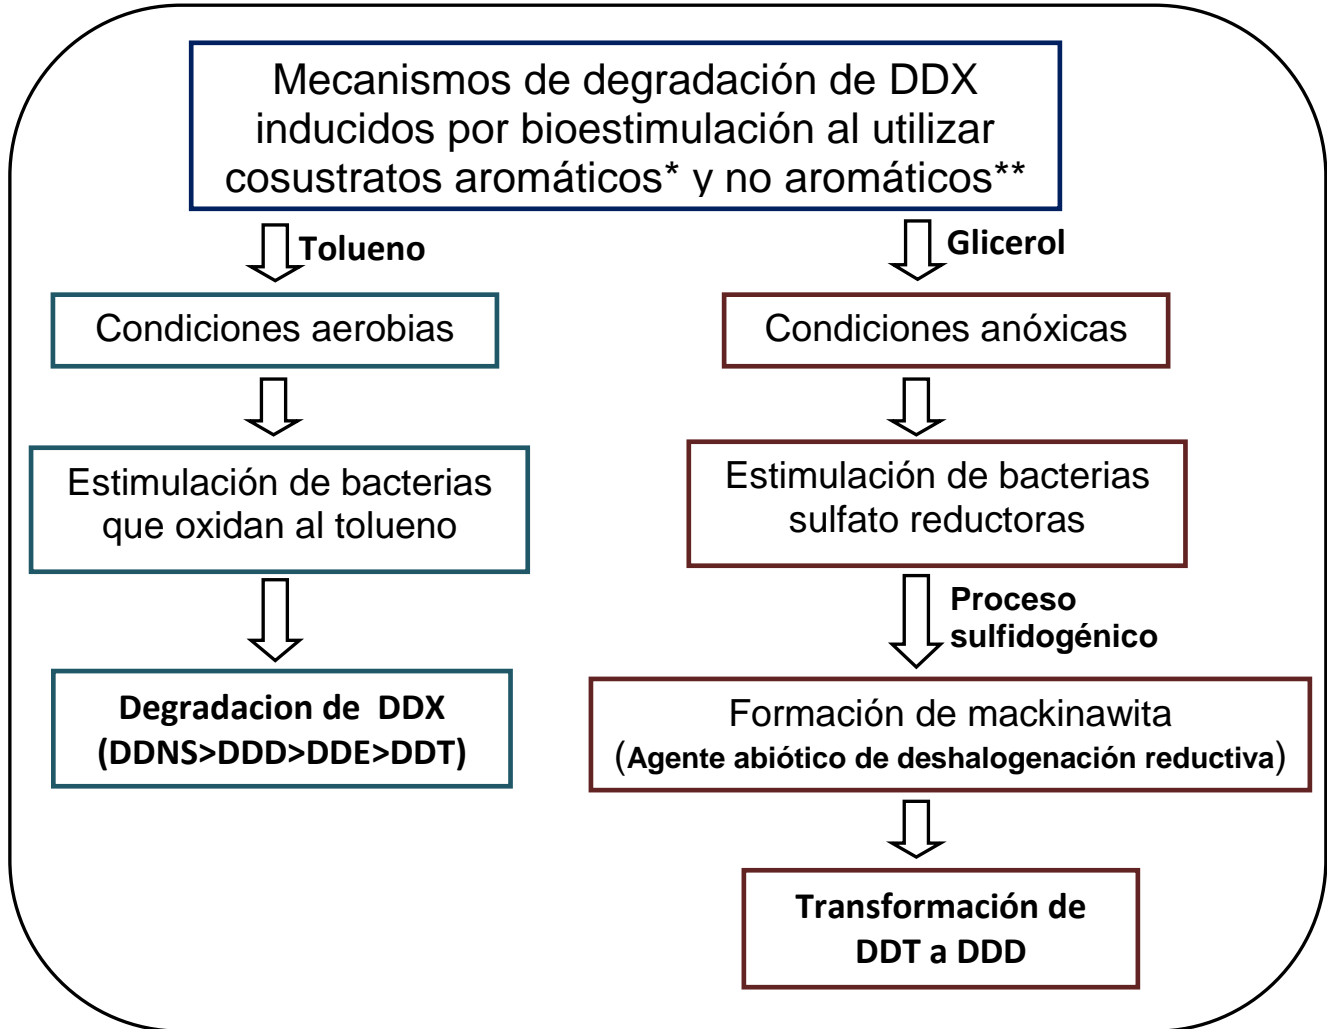 Mecanismos de degradación de DDX
inducidos por bioestimulación al utilizar
cosustratos aromáticos* y no aromáticos**
Tolueno
Condiciones aerobias
Estimulación de bacterias
que oxidan al tolueno
Degradacion de DDX
(DDNS>DDD>DDE>DDT)
Glicerol
Condiciones anóxicas
Estimulación de bacterias
sulfato reductoras
Proceso
sulfidogénico
Formación de mackinawita
(Agente abiótico de deshalogenación reductiva)
Transformación de
DDT a DDD